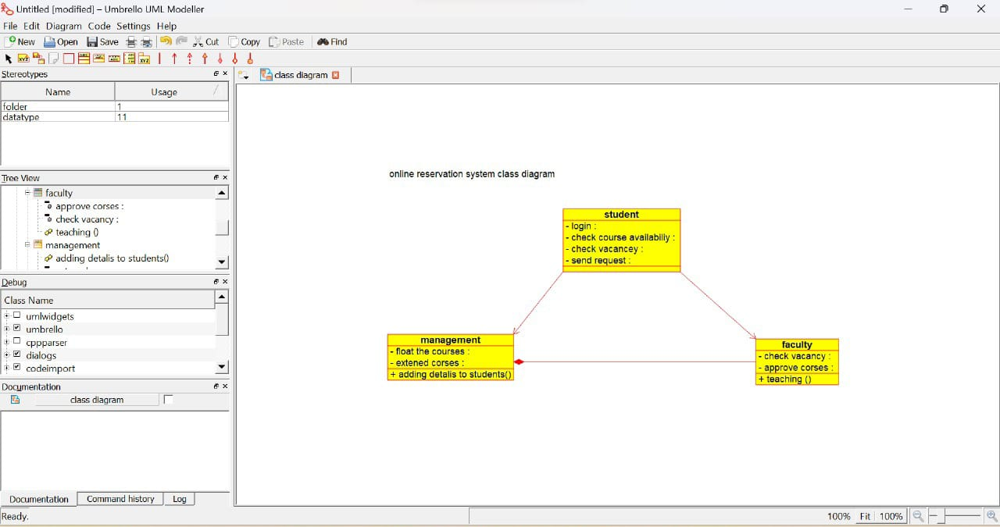 Untitled [modified] – Umbrello UML Modeller
File Edit Diagram Code Settings Help
New Open Save Cut Copy Paste Find
Stereotypes
class diagram
Name Usage
folder 1
datatype 11
Tree View
faculty
approve corses :
check vacancy :
teaching ()
management
adding detalis to students()
Debug
Class Name
umlwidgets
umbrello
cppparser
dialogs
codeimport
Documentation
class diagram
Documentation Command history Log
Ready.
online reservation system class diagram
student
- login :
- check course availabiliy :
- check vacancey :
- send request :
management
- float the courses :
- extened corses :
+ adding detalis to students()
faculty
- check vacancy :
- approve corses :
+ teaching ()
100% Fit 100%